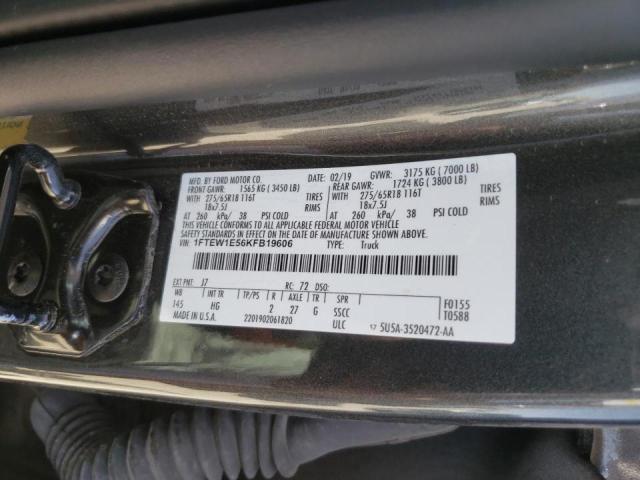 MFD. BY FORD MOTOR CO.
02/19 GVWR: 3175 KG ( 7000 LB)
FRONT GAWR: 1565 KG ( 3450 LB)
REAR GAWR: 1724 KG ( 3800 LB)
WITH 275/65R18 116T TIRES
WITH 275/65R18 116T TIRES
18x7.5J RIMS
18x7.5J RIMS
AT 260 kPa/ 38 PSI COLD
AT 260 kPa/ 38 PSI COLD
THIS VEHICLE CONFORMS TO ALL APPLICABLE FEDERAL MOTOR VEHICLE
SAFETY AND THEFT PREVENTION STANDARDS IN EFFECT ON THE DATE OF
MANUFACTURE SHOWN ABOVE.
VIN: 1FTEW1E56KFB19606
TYPE: Truck
EXT PNT: J7 RC: 72 DSO:
WB INT TR TP/PS R AXLE TR SPR
145 HG 2 27 G SSCC
ULC
F0155
T0588
MADE IN U.S.A. 2201902061820
5U5A-3520472-AA